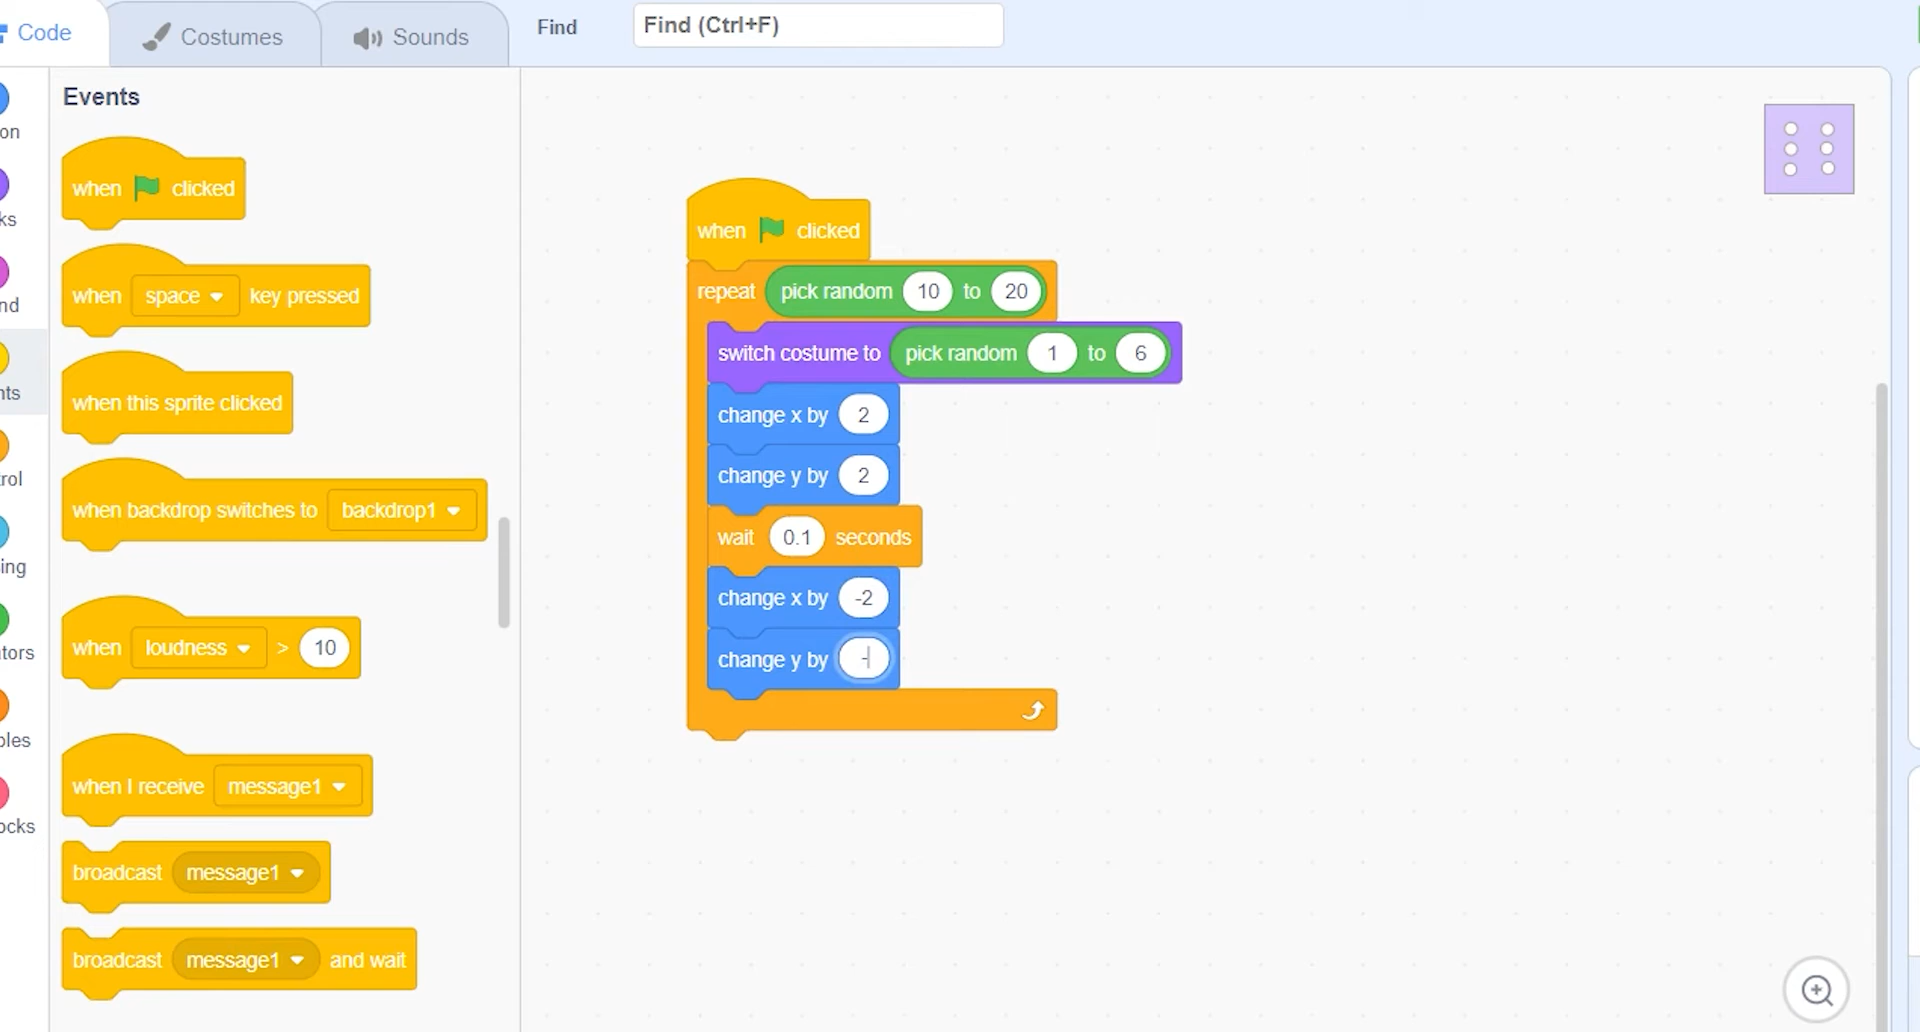 Code
Costumes
Sounds
Find
Find (Ctrl+F)
on
ks
nd
nts
rol
ing
tors
bles
ocks
Events
when clicked
when space key pressed
when this sprite clicked
when backdrop switches to backdrop1
when loudness > 10
when I receive message1
broadcast message1
broadcast message1 and wait
when clicked
repeat pick random 10 to 20
switch costume to pick random 1 to 6
change x by 2
change y by 2
wait 0.1 seconds
change x by -2
change y by -